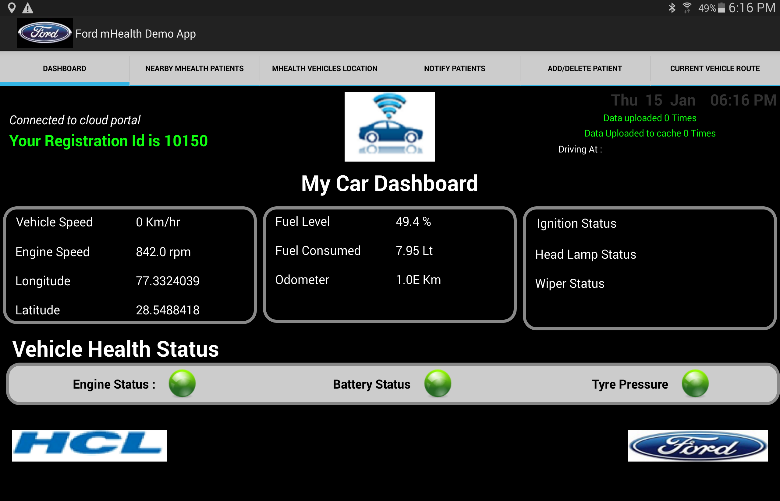 49% 6:16 PM
Ford Ford mHealth Demo App
DASHBOARD NEARBY MHEALTH PATIENTS MHEALTH VEHICLES LOCATION NOTIFY PATIENTS ADD/DELETE PATIENT CURRENT VEHICLE ROUTE
Thu 15 Jan 06:16 PM
Connected to cloud portal
Data uploaded 0 Times
Your Registration Id is 10150
Data Uploaded to cache 0 Times
Driving At :
My Car Dashboard
Vehicle Speed 0 Km/hr
Engine Speed 842.0 rpm
Longitude 77.3324039
Latitude 28.5488418
Fuel Level 49.4 %
Fuel Consumed 7.95 Lt
Odometer 1.0E Km
Ignition Status
Head Lamp Status
Wiper Status
Vehicle Health Status
Engine Status : Battery Status Tyre Pressure
HCL Ford